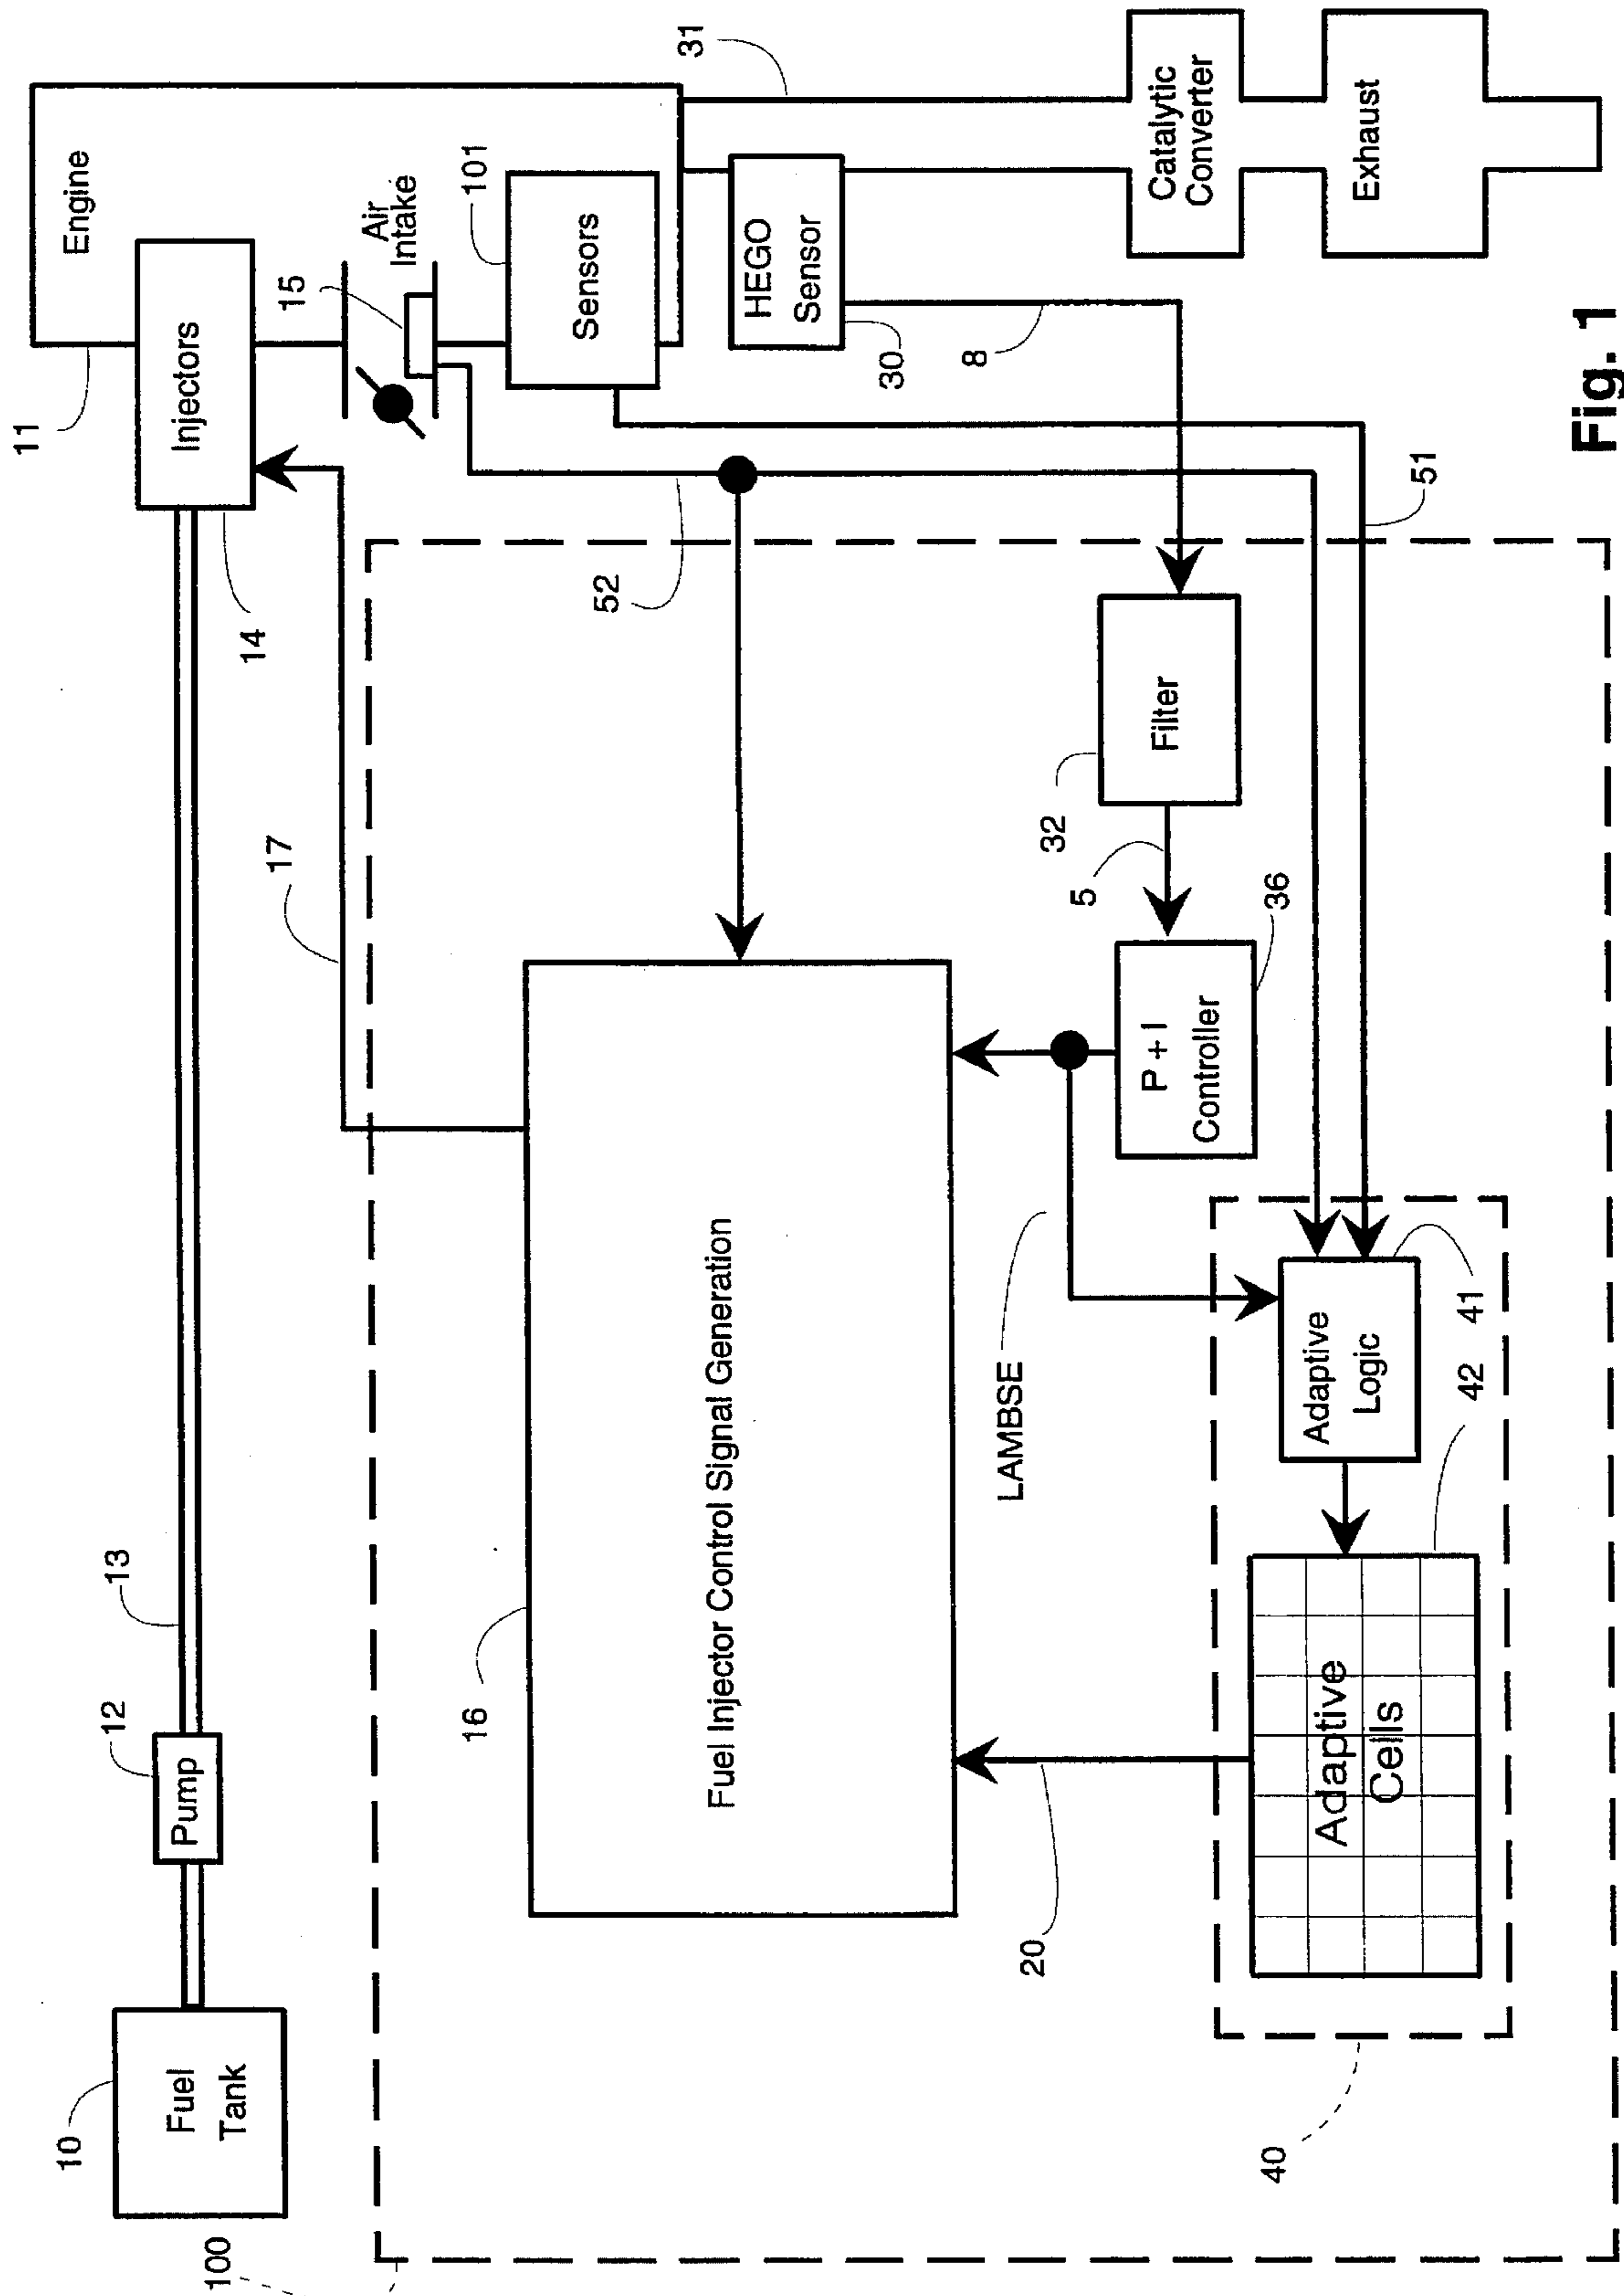 10
Fuel
Tank
12
Pump
13
14
Injectors
11
Engine
15
Air
Intake
101
Sensors
HEGO
Sensor
30
8
31
Catalytic
Converter
Exhaust
100
17
16
Fuel Injector Control Signal Generation
52
32
Filter
5
36
P + I
Controller
LAMBSE
20
51
41
Adaptive
Logic
42
Adaptive
Cells
40
Fig. 1